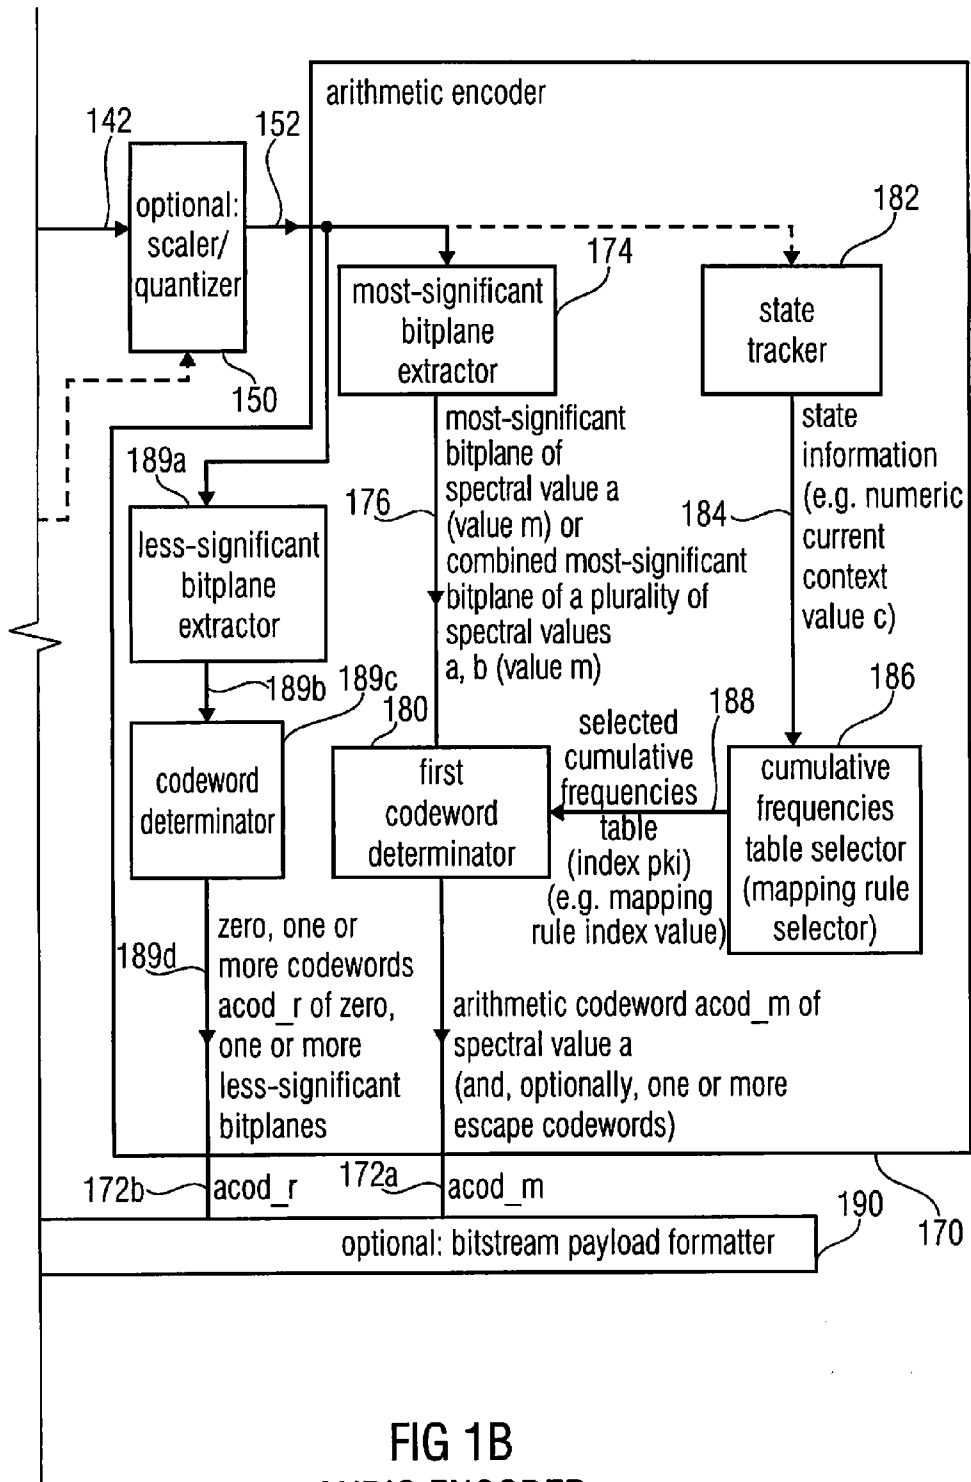 arithmetic encoder
142
152
optional:
scaler/
quantizer
150
182
174
most-significant
bitplane
extractor
state
tracker
most-significant
bitplane of
spectral value a
(value m) or
combined most-significant
bitplane of a plurality of
spectral values
a, b (value m)
176
state
information
(e.g. numeric
current
context
value c)
184
189a
less-significant
bitplane
extractor
189b
189c
codeword
determinator
180
first
codeword
determinator
selected
cumulative
frequencies
table
(index pki)
(e.g. mapping
rule index value)
188
186
cumulative
frequencies
table selector
(mapping rule
selector)
189d
zero, one or
more codewords
acod_r of zero,
one or more
less-significant
bitplanes
arithmetic codeword acod_m of
spectral value a
(and, optionally, one or more
escape codewords)
172b
acod_r
172a
acod_m
190
170
optional: bitstream payload formatter
FIG 1B
AUDIO ENCODER